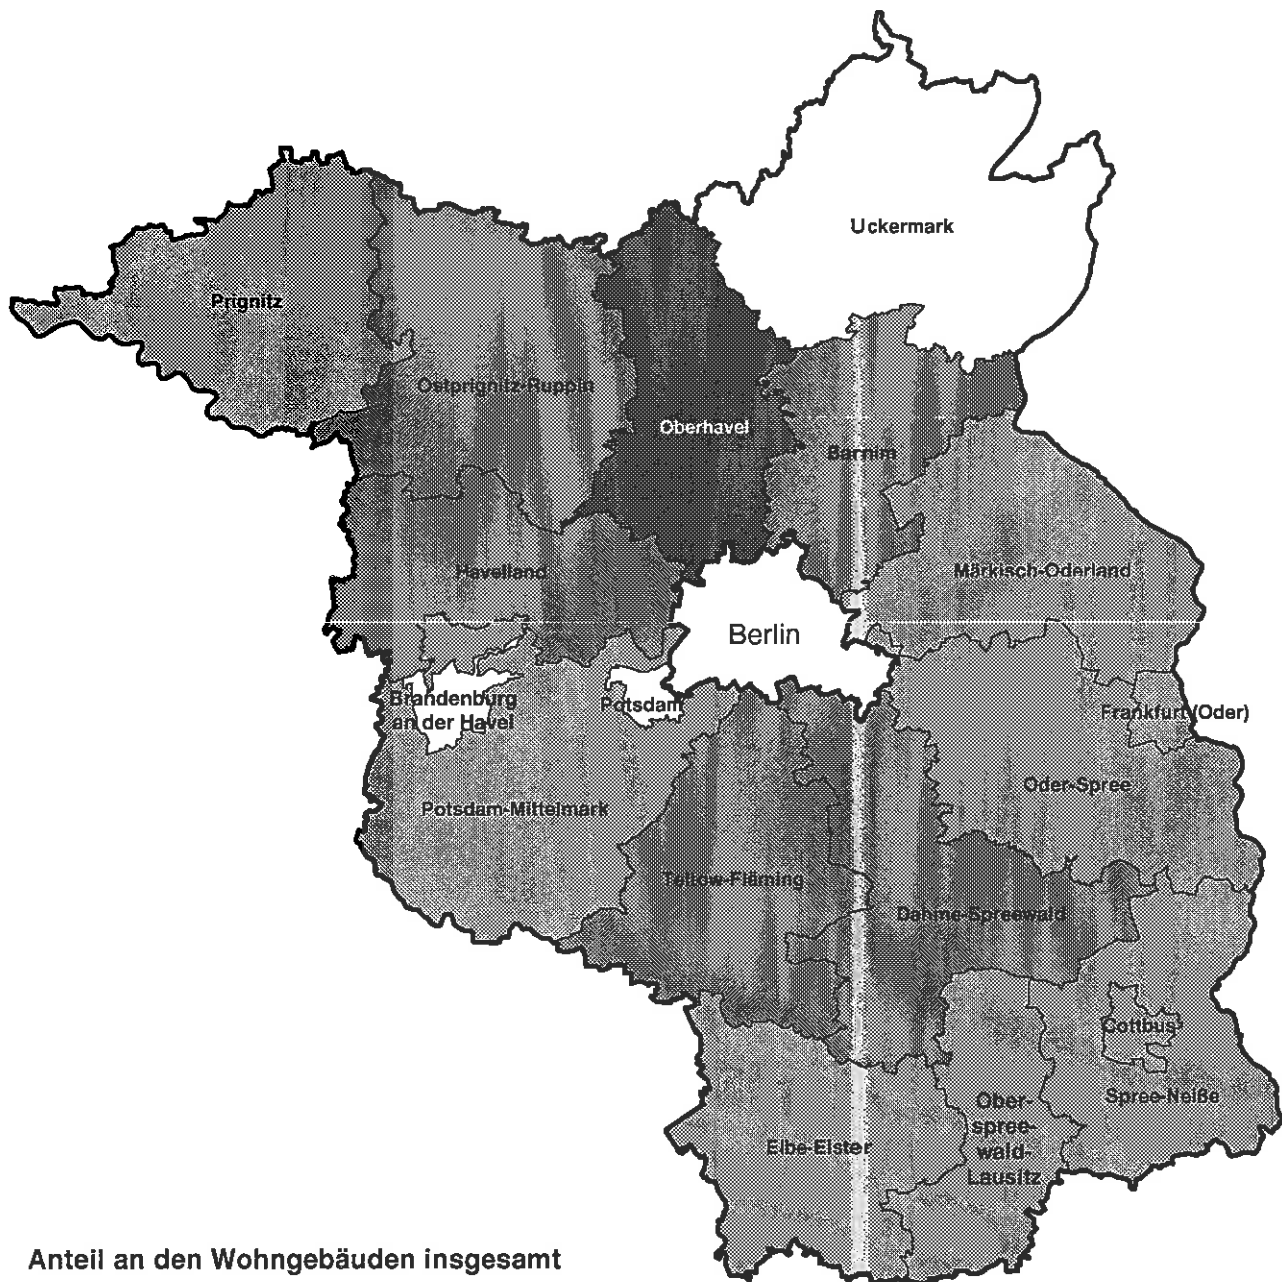 Uckermark
Prignitz
Ostprignitz-Ruppin
Oberhavel
Barnim
Havelland
Märkisch-Oderland
Berlin
Brandenburg
an der Havel
Potsdam
Frankfurt (Oder)
Oder-Spree
Potsdam-Mittelmark
Teltow-Fläming
Dahme-Spreewald
Cottbus
Spree-Neiße
Ober-
spree-
wald-
Lausitz
Elbe-Elster
Anteil an den Wohngebäuden insgesamt